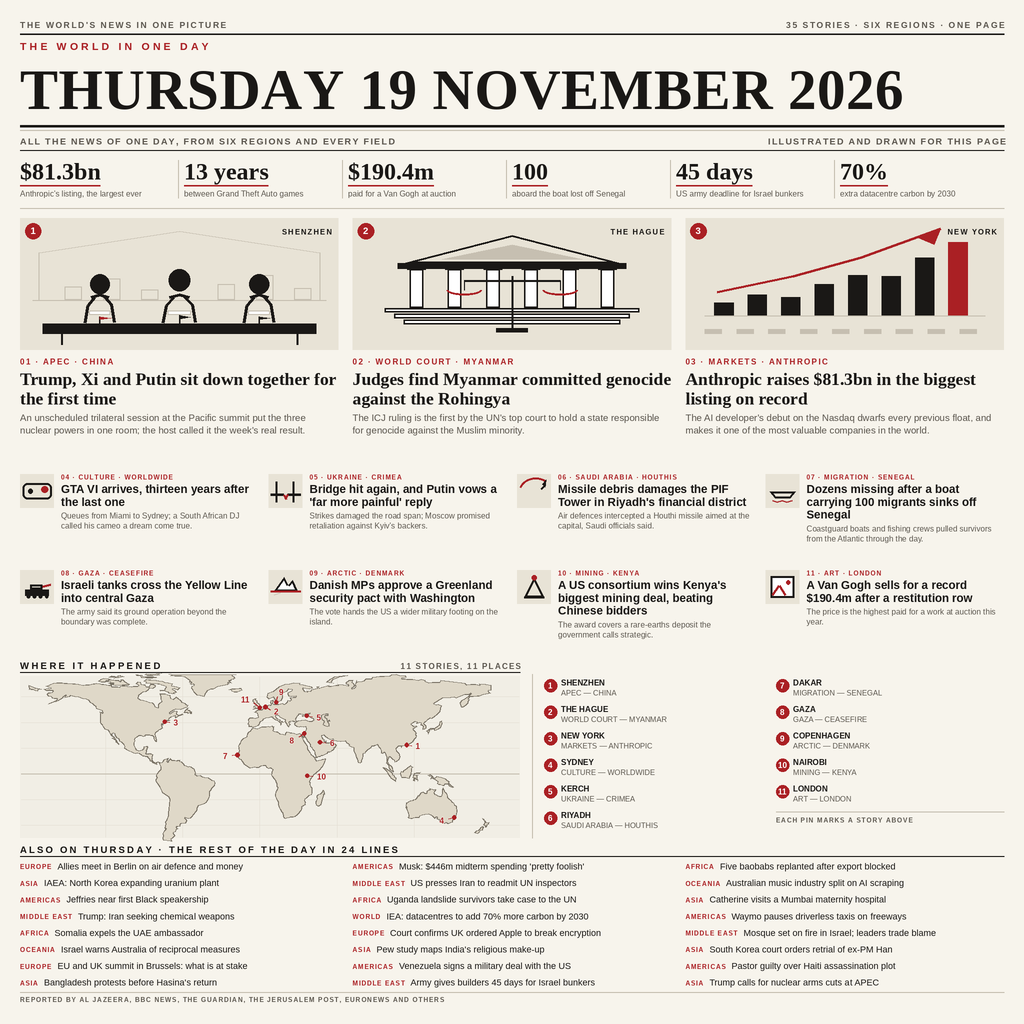 THE WORLD'S NEWS IN ONE PICTURE
35 STORIES · SIX REGIONS · ONE PAGE
THE WORLD IN ONE DAY
THURSDAY 19 NOVEMBER 2026
ALL THE NEWS OF ONE DAY, FROM SIX REGIONS AND EVERY FIELD
ILLUSTRATED AND DRAWN FOR THIS PAGE
$81.3bn
Anthropic's listing, the largest ever
13 years
between Grand Theft Auto games
$190.4m
paid for a Van Gogh at auction
100
aboard the boat lost off Senegal
45 days
US army deadline for Israel bunkers
70%
extra datacentre carbon by 2030
1
SHENZHEN
01 · APEC · CHINA
Trump, Xi and Putin sit down together for
the first time
An unscheduled trilateral session at the Pacific summit put the three
nuclear powers in one room; the host called it the week's real result.
2
THE HAGUE
02 · WORLD COURT · MYANMAR
Judges find Myanmar committed genocide
against the Rohingya
The ICJ ruling is the first by the UN's top court to hold a state responsible
for genocide against the Muslim minority.
3
NEW YORK
03 · MARKETS · ANTHROPIC
Anthropic raises $81.3bn in the biggest
listing on record
The AI developer's debut on the Nasdaq dwarfs every previous float, and
makes it one of the most valuable companies in the world.
04 · CULTURE · WORLDWIDE
GTA VI arrives, thirteen years after
the last one
Queues from Miami to Sydney; a South African DJ
called his cameo a dream come true.
05 · UKRAINE · CRIMEA
Bridge hit again, and Putin vows a
'far more painful' reply
Strikes damaged the road span; Moscow promised
retaliation against Kyiv's backers.
06 · SAUDI ARABIA · HOUTHIS
Missile debris damages the PIF
Tower in Riyadh's financial district
Air defences intercepted a Houthi missile aimed at the
capital, Saudi officials said.
07 · MIGRATION · SENEGAL
Dozens missing after a boat
carrying 100 migrants sinks off
Senegal
Coastguard boats and fishing crews pulled survivors
from the Atlantic through the day.
08 · GAZA · CEASEFIRE
Israeli tanks cross the Yellow Line
into central Gaza
The army said its ground operation beyond the
boundary was complete.
09 · ARCTIC · DENMARK
Danish MPs approve a Greenland
security pact with Washington
The vote hands the US a wider military footing on the
island.
10 · MINING · KENYA
A US consortium wins Kenya's
biggest mining deal, beating
Chinese bidders
The award covers a rare-earths deposit the
government calls strategic.
11 · ART · LONDON
A Van Gogh sells for a record
$190.4m after a restitution row
The price is the highest paid for a work at auction this
year.
WHERE IT HAPPENED
11 STORIES, 11 PLACES
9
11
2
3
5
8
6
1
7
10
4
1 SHENZHEN
APEC — CHINA
2 THE HAGUE
WORLD COURT — MYANMAR
3 NEW YORK
MARKETS — ANTHROPIC
4 SYDNEY
CULTURE — WORLDWIDE
5 KERCH
UKRAINE — CRIMEA
6 RIYADH
SAUDI ARABIA — HOUTHIS
7 DAKAR
MIGRATION — SENEGAL
8 GAZA
GAZA — CEASEFIRE
9 COPENHAGEN
ARCTIC — DENMARK
10 NAIROBI
MINING — KENYA
11 LONDON
ART — LONDON
EACH PIN MARKS A STORY ABOVE
ALSO ON THURSDAY · THE REST OF THE DAY IN 24 LINES
EUROPE Allies meet in Berlin on air defence and money
ASIA IAEA: North Korea expanding uranium plant
AMERICAS Jeffries near first Black speakership
MIDDLE EAST Trump: Iran seeking chemical weapons
AFRICA Somalia expels the UAE ambassador
OCEANIA Israel warns Australia of reciprocal measures
EUROPE EU and UK summit in Brussels: what is at stake
ASIA Bangladesh protests before Hasina's return
AMERICAS Musk: $446m midterm spending 'pretty foolish'
MIDDLE EAST US presses Iran to readmit UN inspectors
AFRICA Uganda landslide survivors take case to the UN
WORLD IEA: datacentres to add 70% more carbon by 2030
EUROPE Court confirms UK ordered Apple to break encryption
ASIA Pew study maps India's religious make-up
AMERICAS Venezuela signs a military deal with the US
MIDDLE EAST Army gives builders 45 days for Israel bunkers
AFRICA Five baobabs replanted after export blocked
OCEANIA Australian music industry split on AI scraping
ASIA Catherine visits a Mumbai maternity hospital
AMERICAS Waymo pauses driverless taxis on freeways
MIDDLE EAST Mosque set on fire in Israel; leaders trade blame
ASIA South Korea court orders retrial of ex-PM Han
AMERICAS Pastor guilty over Haiti assassination plot
ASIA Trump calls for nuclear arms cuts at APEC
REPORTED BY AL JAZEERA, BBC NEWS, THE GUARDIAN, THE JERUSALEM POST, EURONEWS AND OTHERS